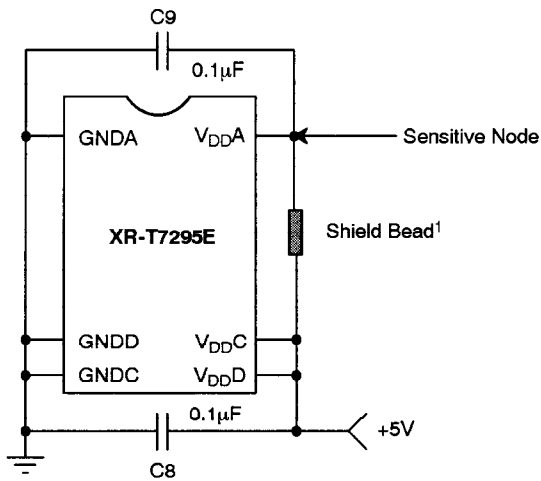 C9
0.1μF
GNDA VDDA
Sensitive Node
XR-T7295E
Shield Bead1
GNDD VDDC
GNDC VDDD
0.1μF
+5V
C8